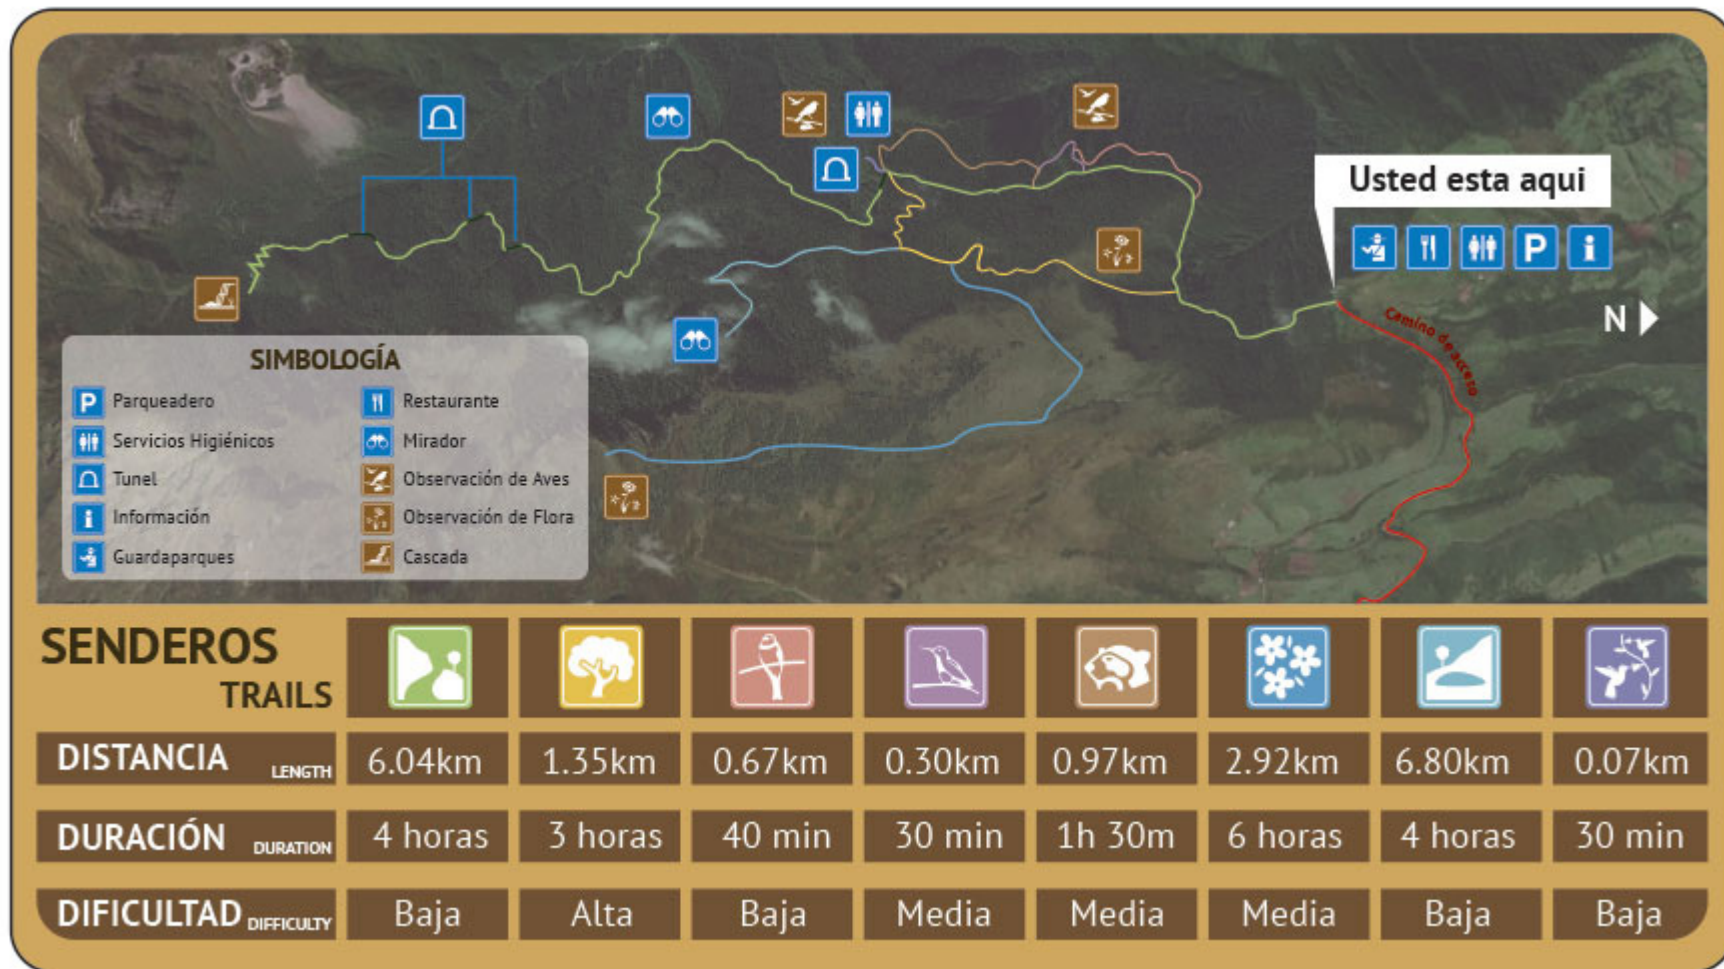 Usted esta aqui
P
i
N
Camino de acceso
SIMBOLOGÍA
P Parqueadero
Restaurante
Servicios Higiénicos
Mirador
Tunel
Observación de Aves
i Información
Observación de Flora
Guardaparques
Cascada
SENDEROS
TRAILS
DISTANCIA LENGTH 6.04km 1.35km 0.67km 0.30km 0.97km 2.92km 6.80km 0.07km
DURACIÓN DURATION 4 horas 3 horas 40 min 30 min 1h 30m 6 horas 4 horas 30 min
DIFICULTAD DIFFICULTY Baja Alta Baja Media Media Media Baja Baja